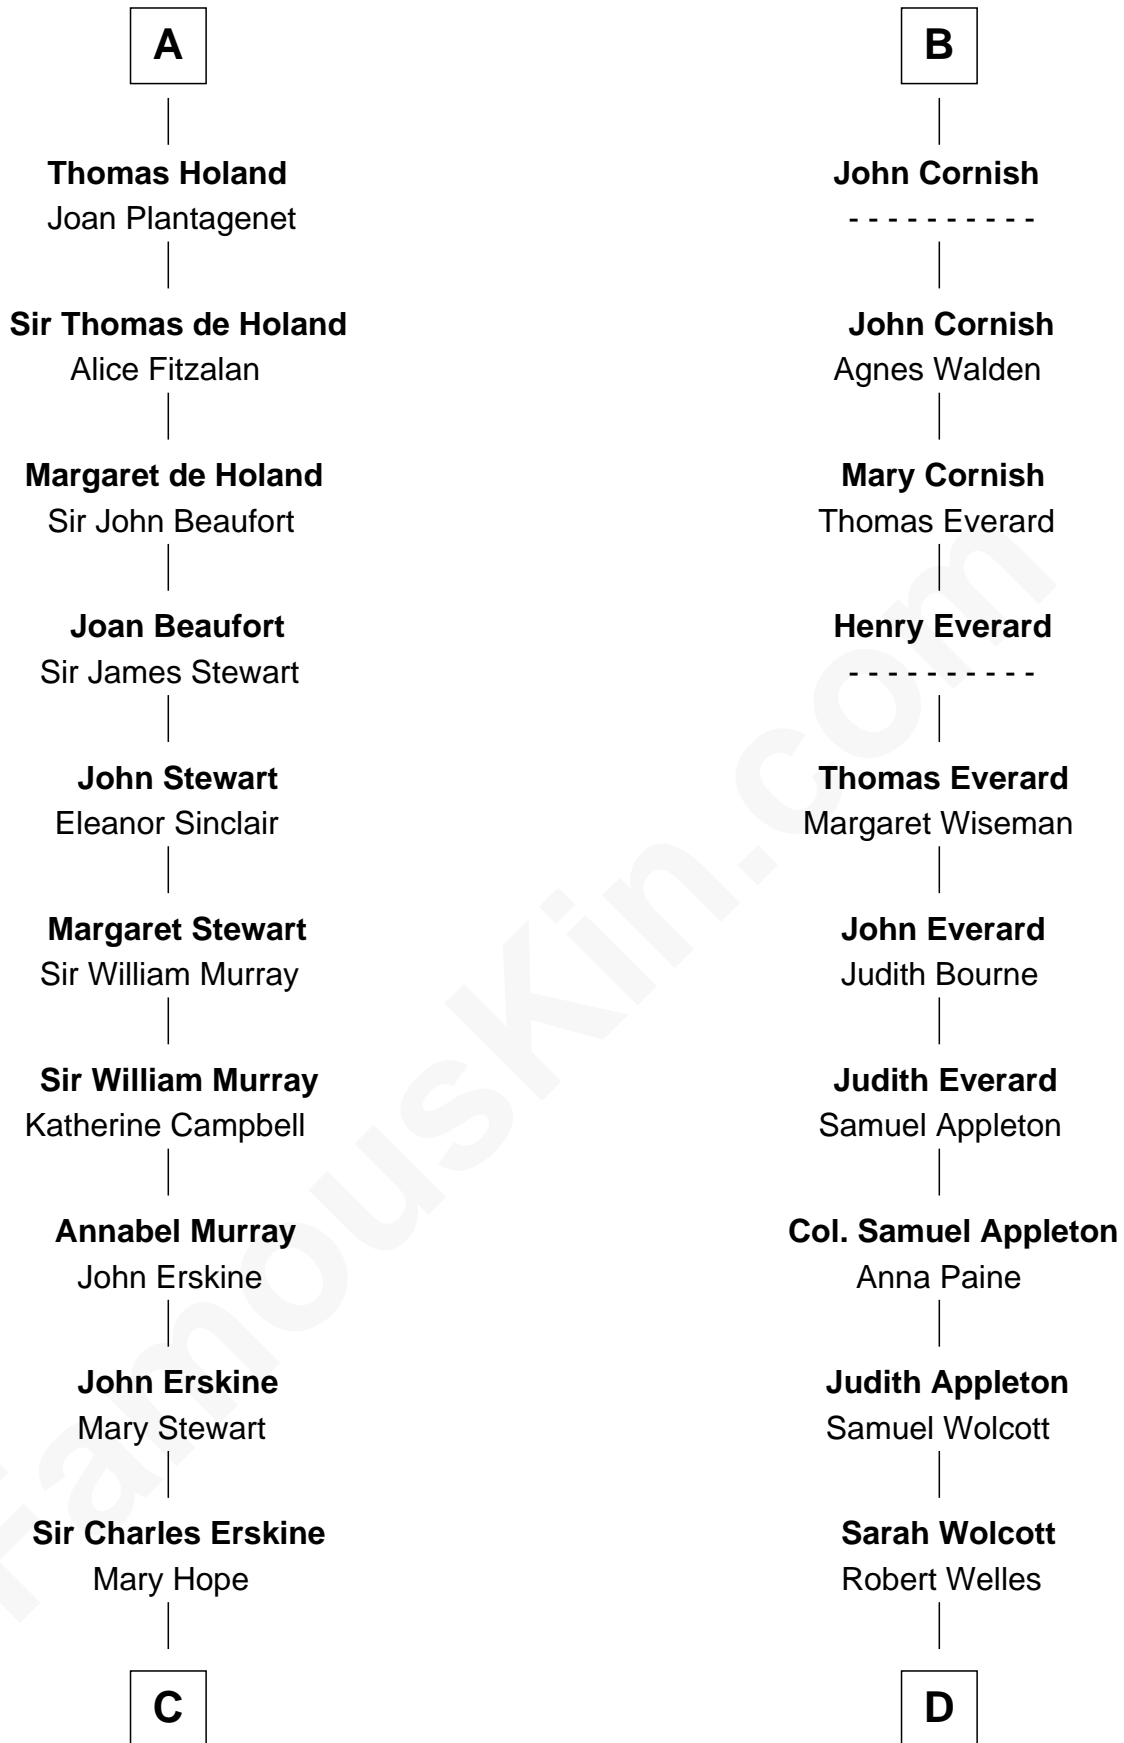 A
Thomas Holand
Joan Plantagenet
Sir Thomas de Holand
Alice Fitzalan
Margaret de Holand
Sir John Beaufort
Joan Beaufort
Sir James Stewart
John Stewart
Eleanor Sinclair
Margaret Stewart
Sir William Murray
Sir William Murray
Katherine Campbell
Annabel Murray
John Erskine
John Erskine
Mary Stewart
Sir Charles Erskine
Mary Hope
C
B
John Cornish
- - - - - - - - - -
John Cornish
Agnes Walden
Mary Cornish
Thomas Everard
Henry Everard
- - - - - - - - - -
Thomas Everard
Margaret Wiseman
John Everard
Judith Bourne
Judith Everard
Samuel Appleton
Col. Samuel Appleton
Anna Paine
Judith Appleton
Samuel Wolcott
Sarah Wolcott
Robert Welles
D
FamousKin.com